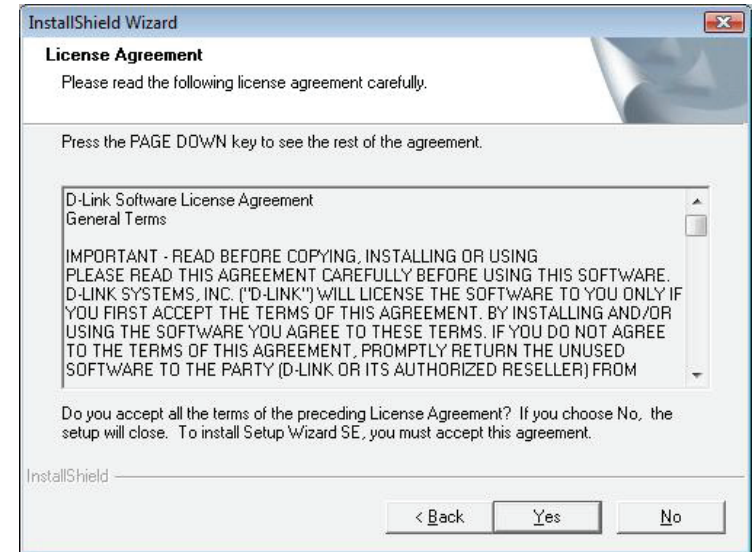 InstallShield Wizard
License Agreement
Please read the following license agreement carefully.
Press the PAGE DOWN key to see the rest of the agreement.
D-Link Software License Agreement
General Terms
IMPORTANT - READ BEFORE COPYING, INSTALLING OR USING
PLEASE READ THIS AGREEMENT CAREFULLY BEFORE USING THIS SOFTWARE.
D-LINK SYSTEMS, INC. ("D-LINK") WILL LICENSE THE SOFTWARE TO YOU ONLY IF
YOU FIRST ACCEPT THE TERMS OF THIS AGREEMENT. BY INSTALLING AND/OR
USING THE SOFTWARE YOU AGREE TO THESE TERMS. IF YOU DO NOT AGREE
TO THE TERMS OF THIS AGREEMENT, PROMPTLY RETURN THE UNUSED
SOFTWARE TO THE PARTY (D-LINK OR ITS AUTHORIZED RESELLER) FROM
Do you accept all the terms of the preceding License Agreement? If you choose No, the
setup will close. To install Setup Wizard SE, you must accept this agreement.
InstallShield
< Back Yes No